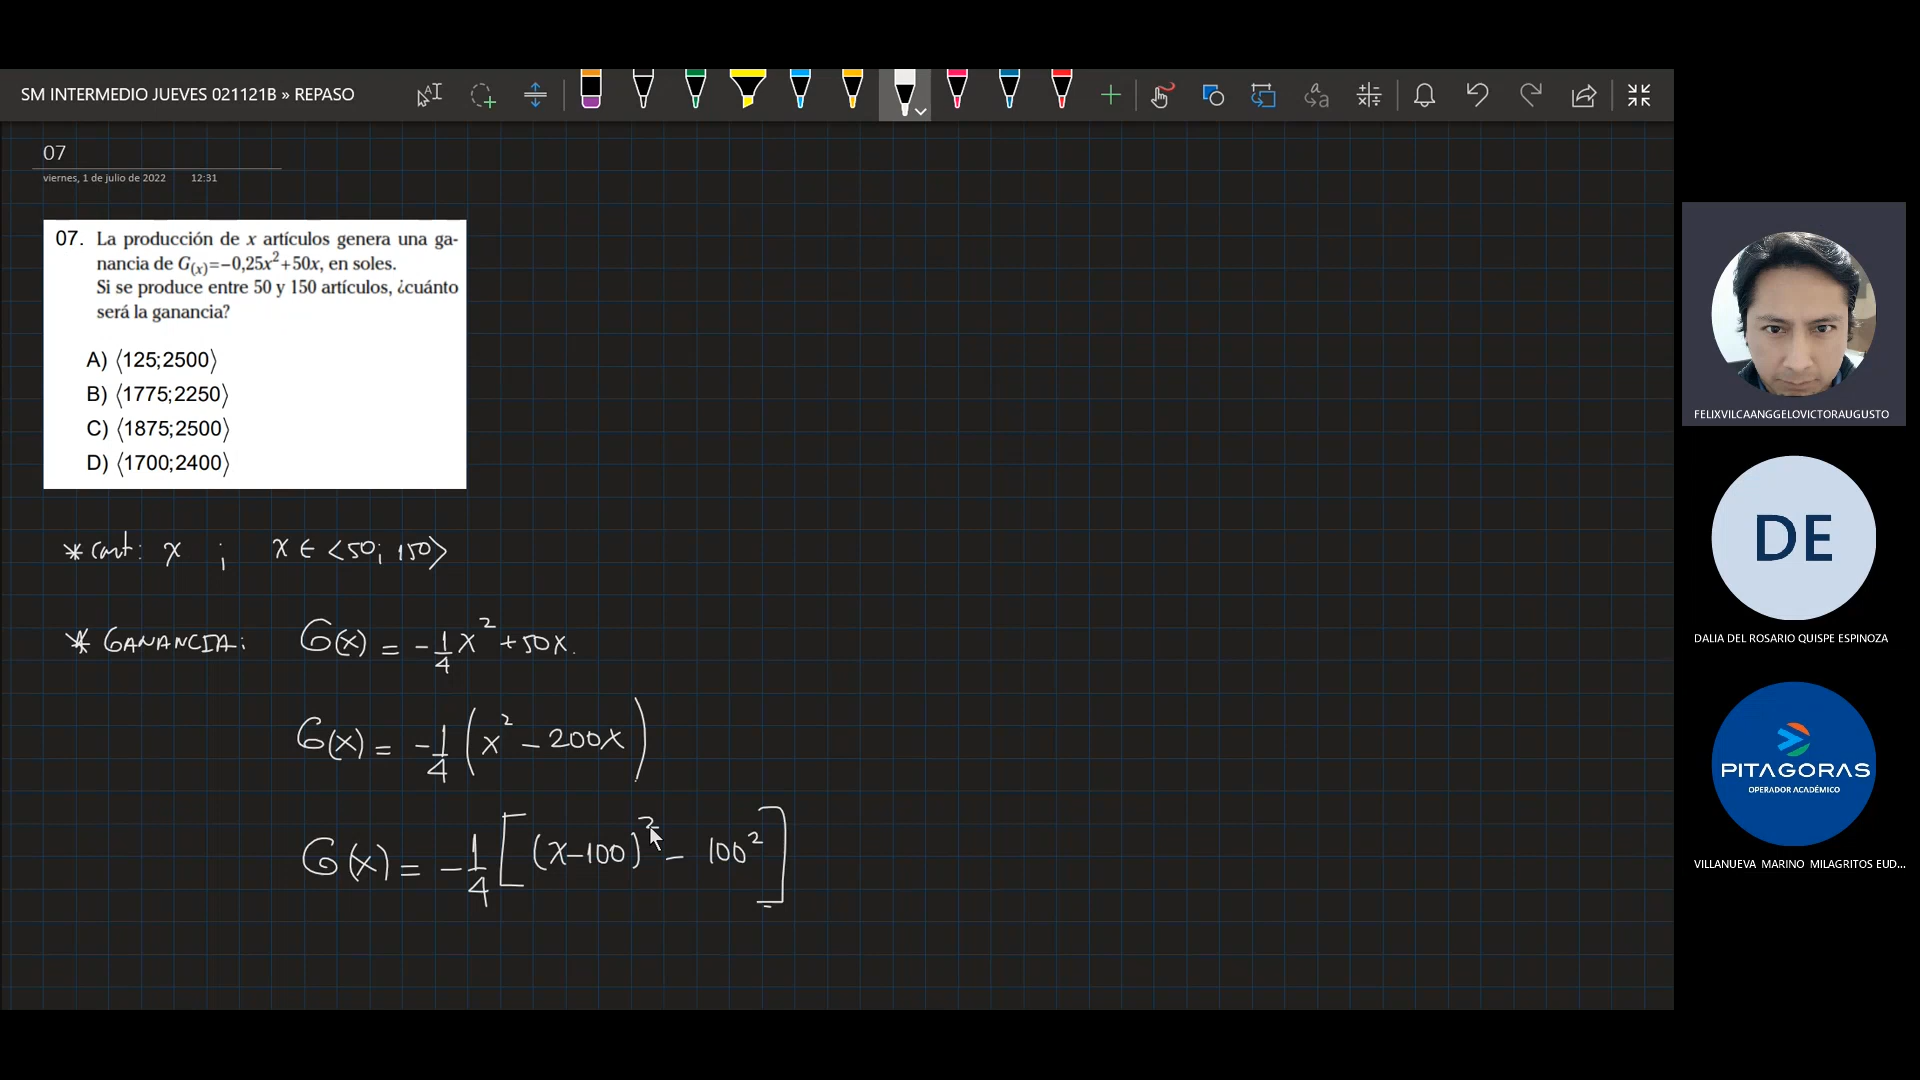 SM INTERMEDIO JUEVES 021121B » REPASO
07
viernes, 1 de julio de 2022 12:31
07. La producción de x artículos genera una ga-
nancia de G(x)=−0,25x²+50x, en soles.
Si se produce entre 50 y 150 artículos, ¿cuánto
será la ganancia?
A) ⟨125;2500⟩
B) ⟨1775;2250⟩
C) ⟨1875;2500⟩
D) ⟨1700;2400⟩
* cant: x ; x ∈ <50; 150>
* GANANCIA: G(x) = -1/4 x² + 50x.
G(x) = -1/4 (x² - 200x)
G(x) = -1/4 [(x-100)² - 100²]
FELIXVILCAANGGELOVICTORAUGUSTO
DE
DALIA DEL ROSARIO QUISPE ESPINOZA
PITAGORAS
OPERADOR ACADÉMICO
VILLANUEVA MARINO MILAGRITOS EUD...